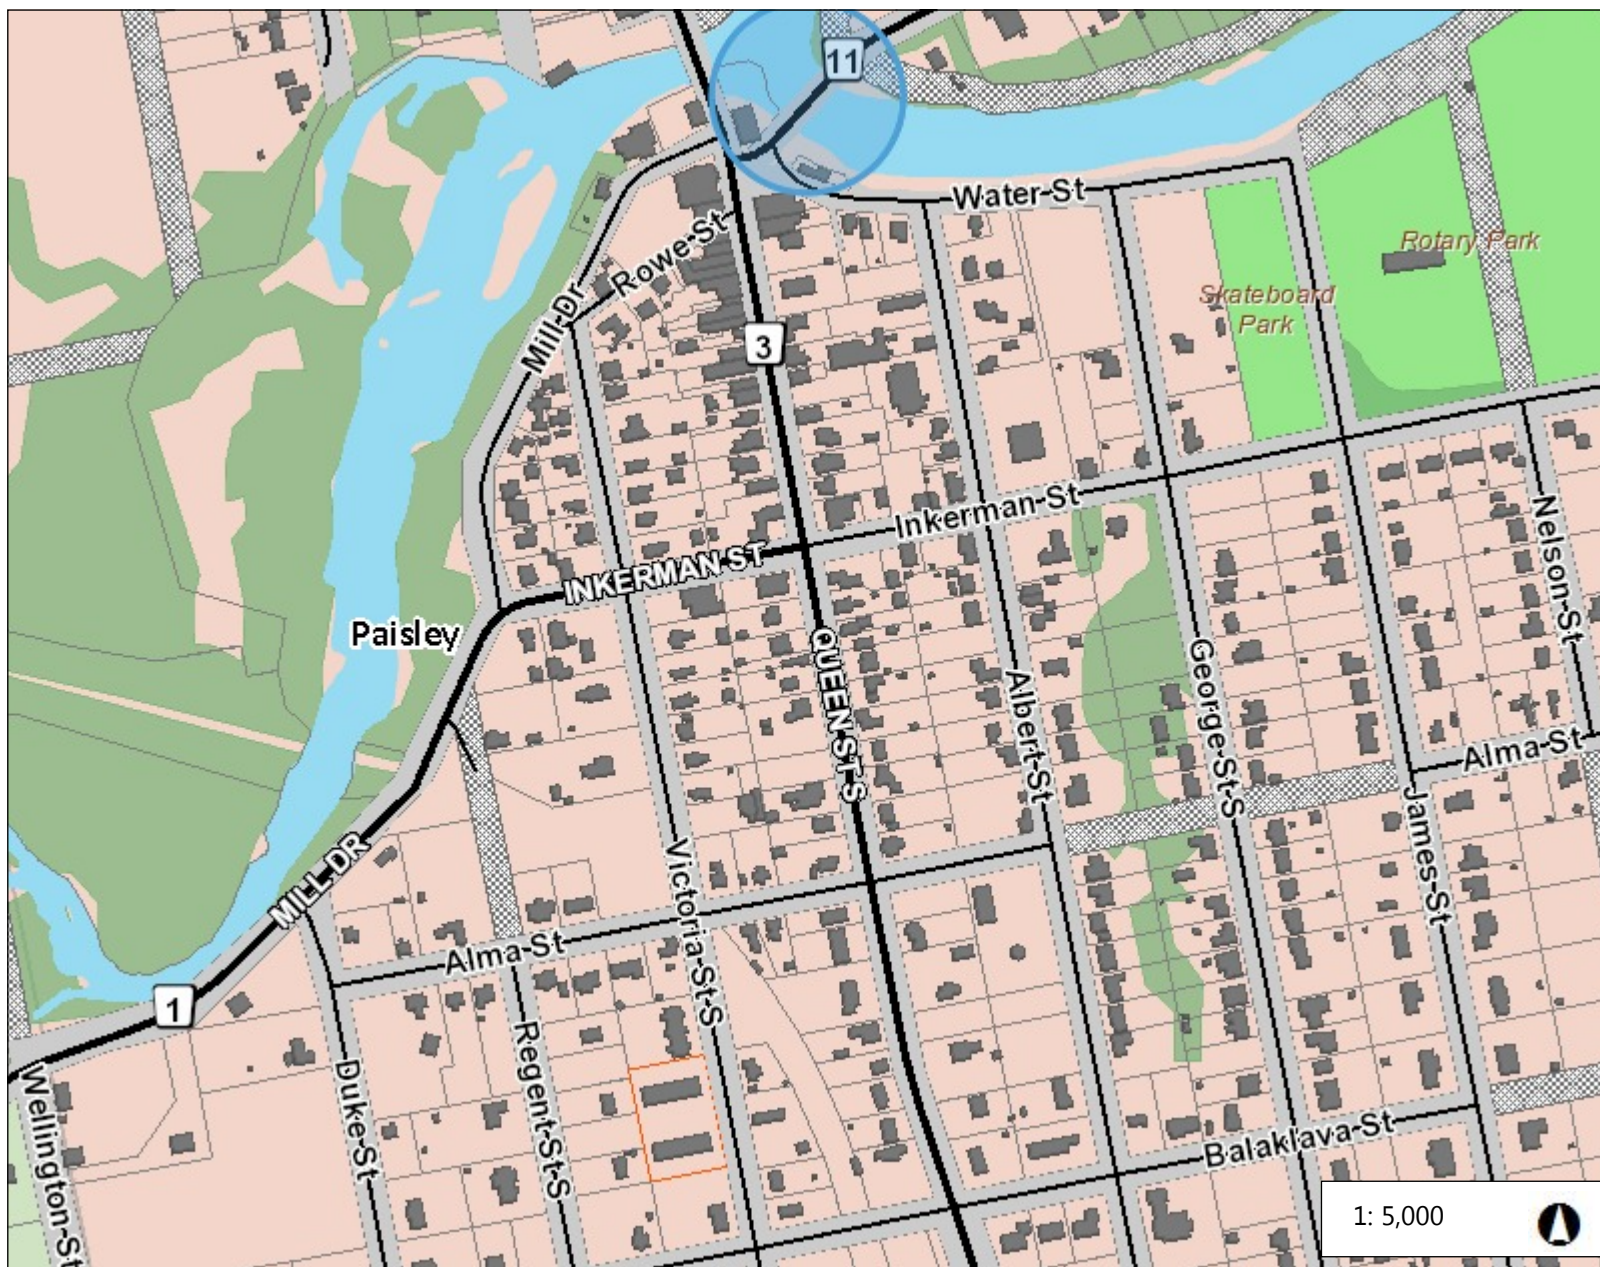 11
Water St
Rotary Park
Rowe St
Skateboard
Park
Mill Dr
3
Inkerman St
Nelson St
INKERMAN ST
Paisley
QUEEN ST S
George St S
Albert St
Alma St
James St
Victoria St S
MILL DR
Alma St
1
Regent St S
Duke St
Wellington St
Balaklava St
1: 5,000